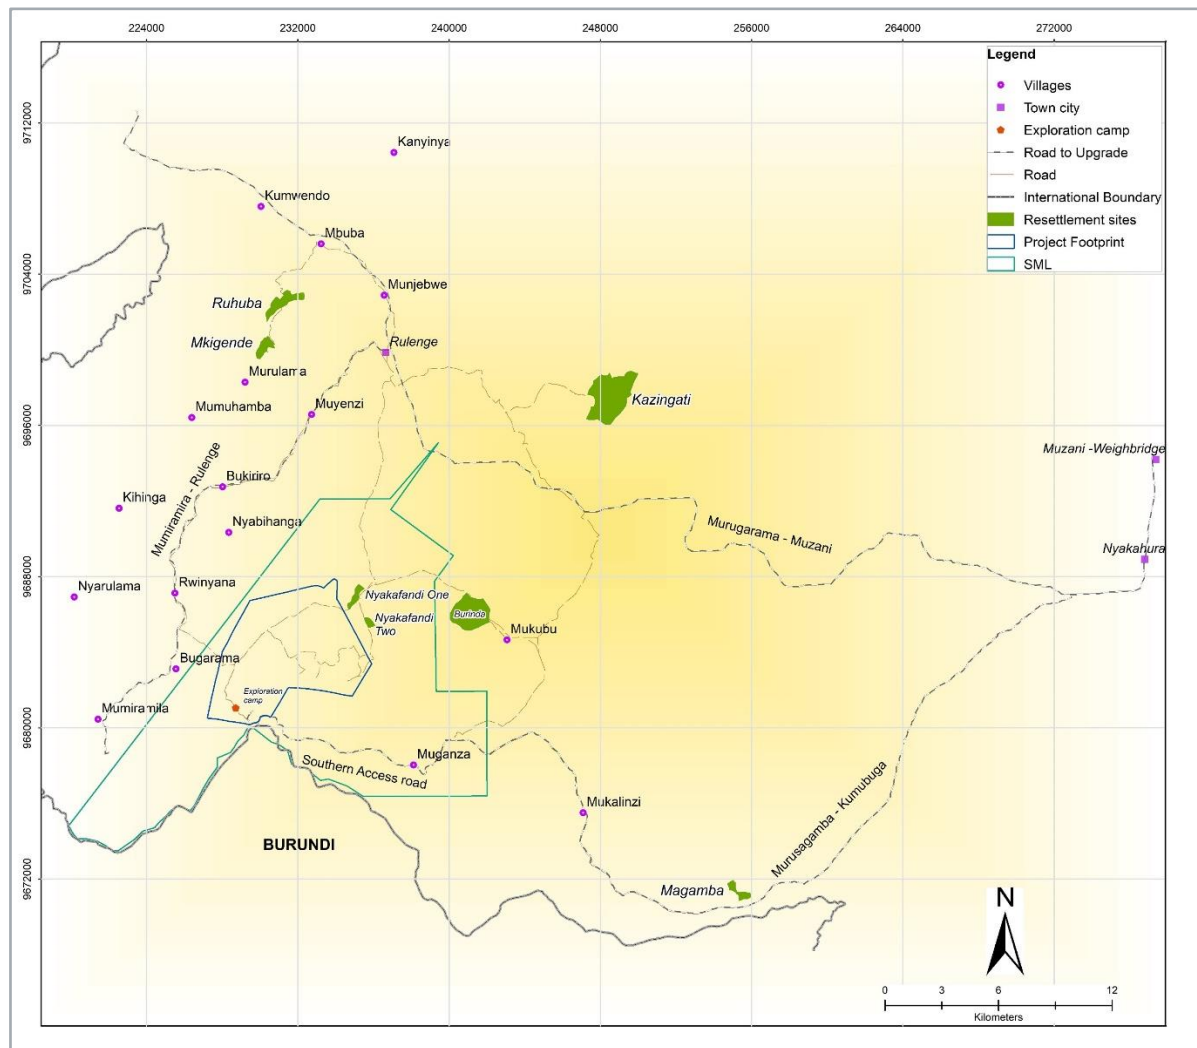 224000
232000
240000
248000
256000
264000
272000
9712000
9704000
9696000
9688000
9680000
9672000
Legend
Villages
Town city
Exploration camp
Road to Upgrade
Road
International Boundary
Resettlement sites
Project Footprint
SML
Kanyinya
Kumwendo
Mbuba
Munjebwe
Ruhuba
Mkigende
Rulenge
Murulama
Mumuhamba
Muyenzi
Kazingati
Muzani -Weighbridge
Mumiramira - Rulenge
Bukiriro
Kihinga
Nyabihanga
Murugarama - Muzani
Nyakahura
Nyarulama
Rwinyana
Nyakafandi One
Nyakafandi
Two
Burinda
Mukubu
Bugarama
Exploration
camp
Mumiramila
Muganza
Southern Access road
Mukalinzi
BURUNDI
Murusagamba - Kumubuga
Magamba
N
0
3
6
12
Kilometers